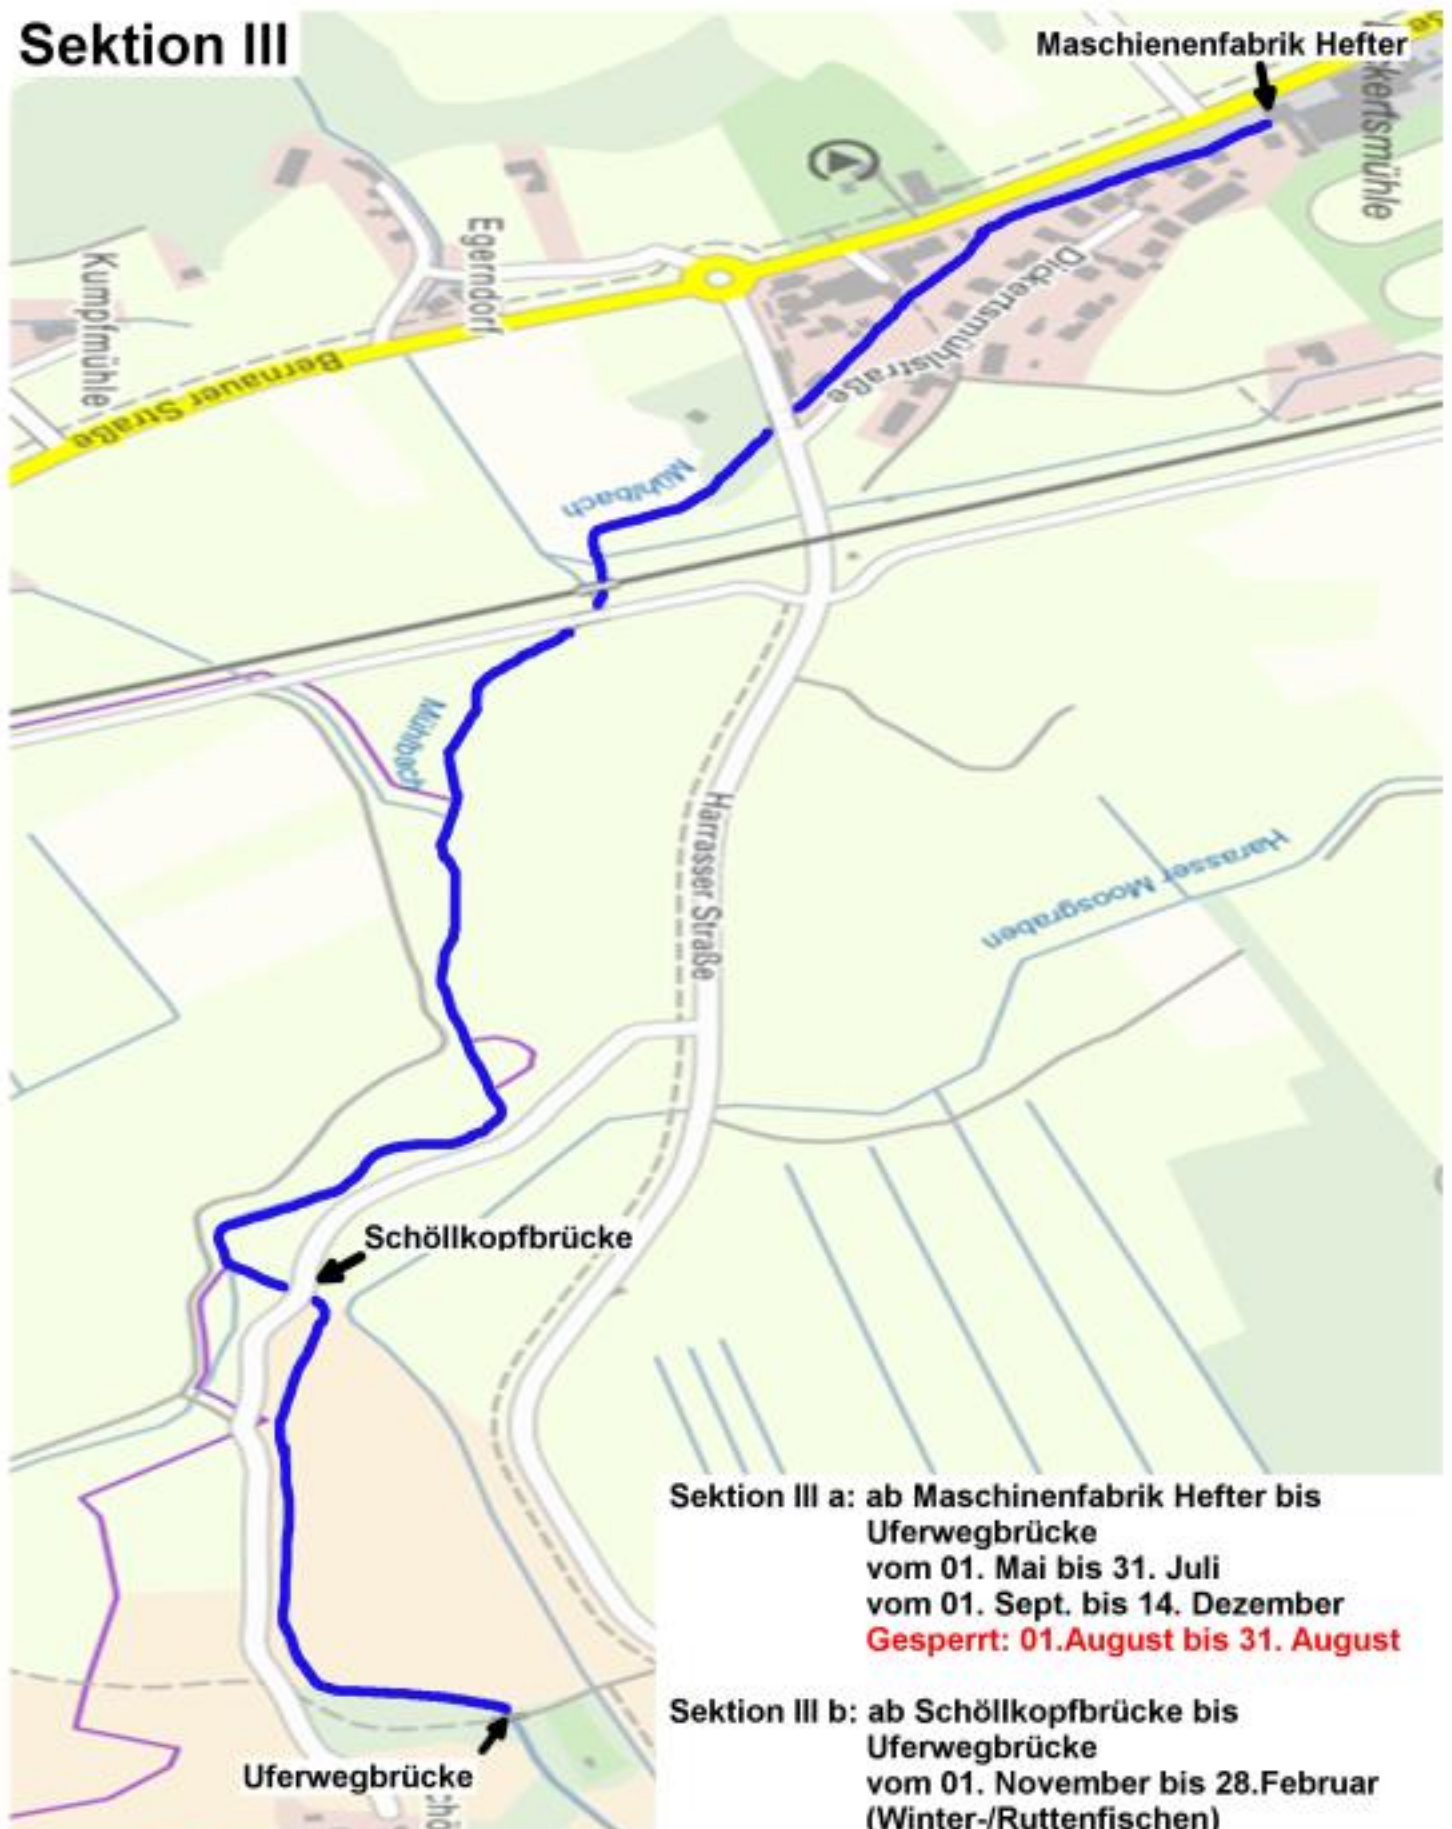 Sektion III
Maschienenfabrik Hefter
kertsmühle
Egerndorf
Kumpfmühle
Bernauer Straße
Dickertsmühlstraße
Mühlbach
Mühlbach
Harrasser Straße
Harasser Moosgraben
Schöllkopfbrücke
Uferwegbrücke
Sektion III a: ab Maschinenfabrik Hefter bis
Uferwegbrücke
vom 01. Mai bis 31. Juli
vom 01. Sept. bis 14. Dezember
Gesperrt: 01.August bis 31. August
Sektion III b: ab Schöllkopfbrücke bis
Uferwegbrücke
vom 01. November bis 28.Februar
(Winter-/Ruttenfischen)